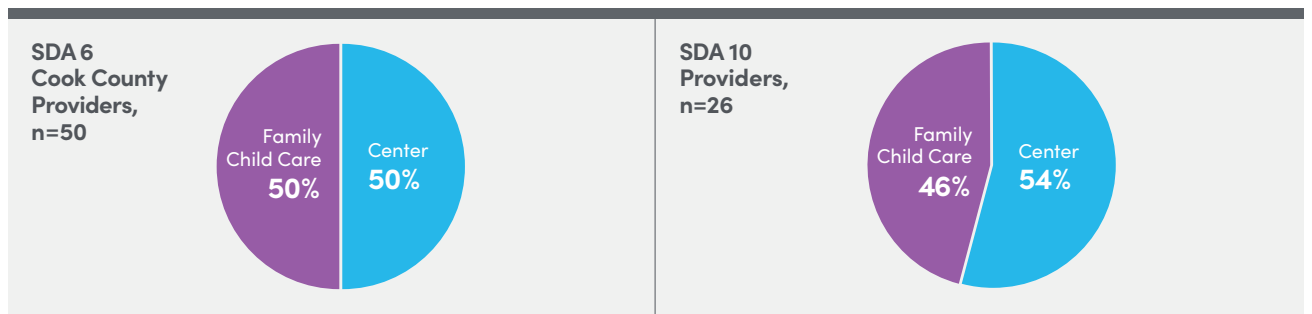 SDA 6
Cook County
Providers,
n=50
Family
Child Care
50%
Center
50%
SDA 10
Providers,
n=26
Family
Child Care
46%
Center
54%